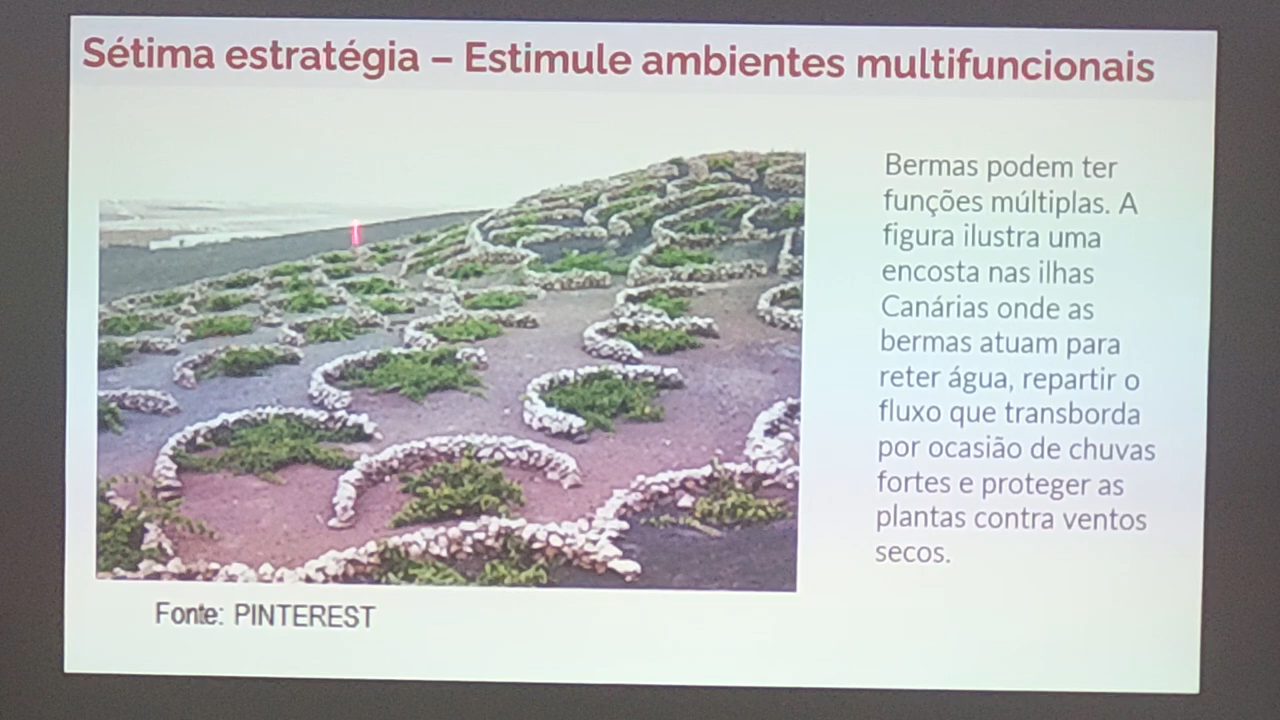 Sétima estratégia – Estimule ambientes multifuncionais
Bermas podem ter
funções múltiplas. A
figura ilustra uma
encosta nas ilhas
Canárias onde as
bermas atuam para
reter água, repartir o
fluxo que transborda
por ocasião de chuvas
fortes e proteger as
plantas contra ventos
secos.
Fonte: PINTEREST